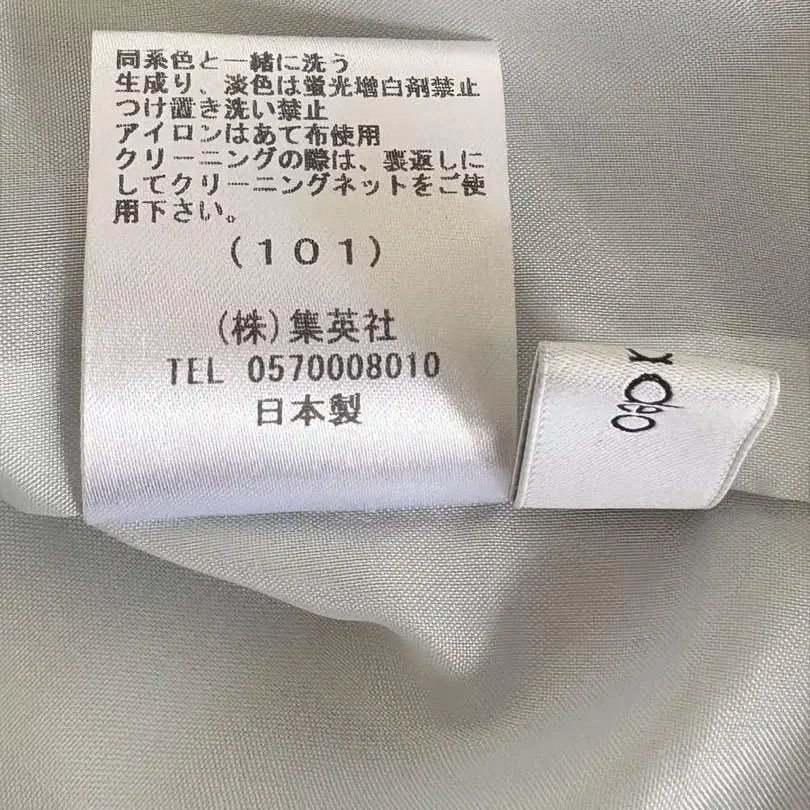 同系色と一緒に洗う
生成り、淡色は蛍光増白剤禁止
つけ置き洗い禁止
アイロンはあて布使用
クリーニングの際は、裏返しに
してクリーニングネットをご使
用下さい。
(101)
(株)集英社
TEL 0570008010
日本製